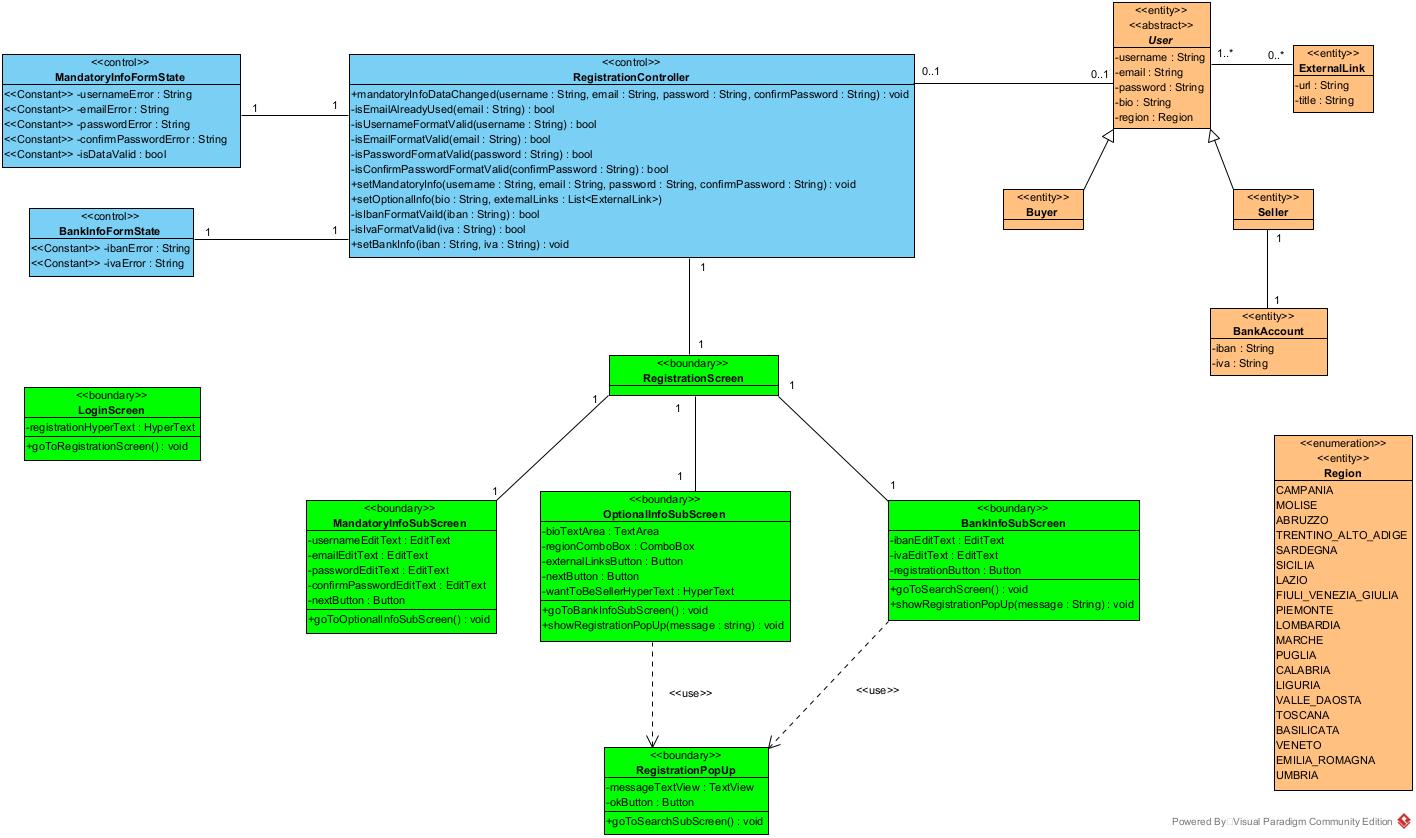 <<control>>
MandatoryInfoFormState
<<Constant>> -usernameError : String
<<Constant>> -emailError : String
<<Constant>> -passwordError : String
<<Constant>> -confirmPasswordError : String
<<Constant>> -isDataValid : bool
1
1
<<control>>
RegistrationController
+mandatoryInfoDataChanged(username : String, email : String, password : String, confirmPassword : String) : void
-isEmailAlreadyUsed(email : String) : bool
-isUsernameFormatValid(username : String) : bool
-isEmailFormatValid(email : String) : bool
-isPasswordFormatValid(password : String) : bool
-isConfirmPasswordFormatValid(confirmPassword : String) : bool
+setMandatoryInfo(username : String, email : String, password : String, confirmPassword : String) : void
+setOptionalInfo(bio : String, externalLinks : List<ExternalLink>)
-isIbanFormatVaild(iban : String) : bool
-isIvaFormatValid(iva : String) : bool
+setBankInfo(iban : String, iva : String) : void
0..1
0..1
<<entity>>
<<abstract>>
User
-username : String
-email : String
-password : String
-bio : String
-region : Region
1..*
0..*
<<entity>>
ExternalLink
-url : String
-title : String
<<control>>
BankInfoFormState
<<Constant>> -ibanError : String
<<Constant>> -ivaError : String
1
1
<<entity>>
Buyer
<<entity>>
Seller
1
1
<<entity>>
BankAccount
-iban : String
-iva : String
1
1
<<boundary>>
RegistrationScreen
1
1
1
<<boundary>>
LoginScreen
-registrationHyperText : HyperText
+goToRegistrationScreen() : void
1
1
1
<<boundary>>
MandatoryInfoSubScreen
-usernameEditText : EditText
-emailEditText : EditText
-passwordEditText : EditText
-confirmPasswordEditText : EditText
-nextButton : Button
+goToOptionalInfoSubScreen() : void
<<boundary>>
OptionalInfoSubScreen
-bioTextArea : TextArea
-regionComboBox : ComboBox
-externalLinksButton : Button
-nextButton : Button
-wantToBeSellerHyperText : HyperText
+goToBankInfoSubScreen() : void
+showRegistrationPopUp(message : string) : void
<<boundary>>
BankInfoSubScreen
-ibanEditText : EditText
-ivaEditText : EditText
-registrationButton : Button
+goToSearchScreen() : void
+showRegistrationPopUp(message : String) : void
<<use>>
<<use>>
<<boundary>>
RegistrationPopUp
-messageTextView : TextView
-okButton : Button
+goToSearchSubScreen() : void
<<enumeration>>
<<entity>>
Region
CAMPANIA
MOLISE
ABRUZZO
TRENTINO_ALTO_ADIGE
SARDEGNA
SICILIA
LAZIO
FIULI_VENEZIA_GIULIA
PIEMONTE
LOMBARDIA
MARCHE
PUGLIA
CALABRIA
LIGURIA
VALLE_DAOSTA
TOSCANA
BASILICATA
VENETO
EMILIA_ROMAGNA
UMBRIA
Powered By Visual Paradigm Community Edition